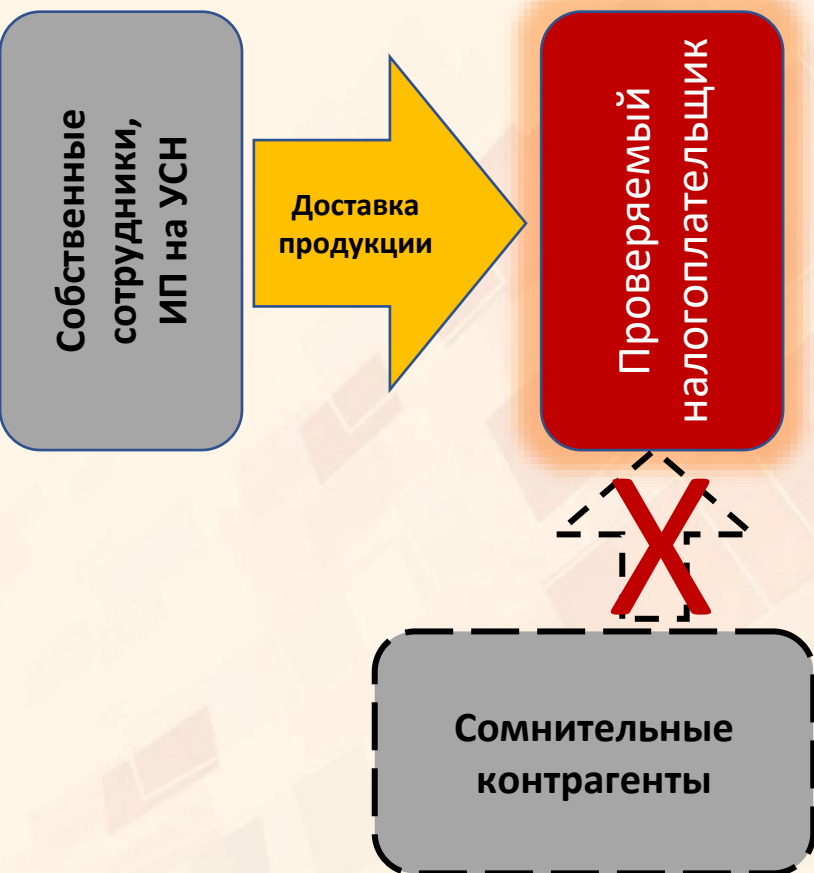 Собственные
сотрудники,
ИП на УСН
Доставка
продукции
Проверяемый
налогоплательщик
Сомнительные
контрагенты